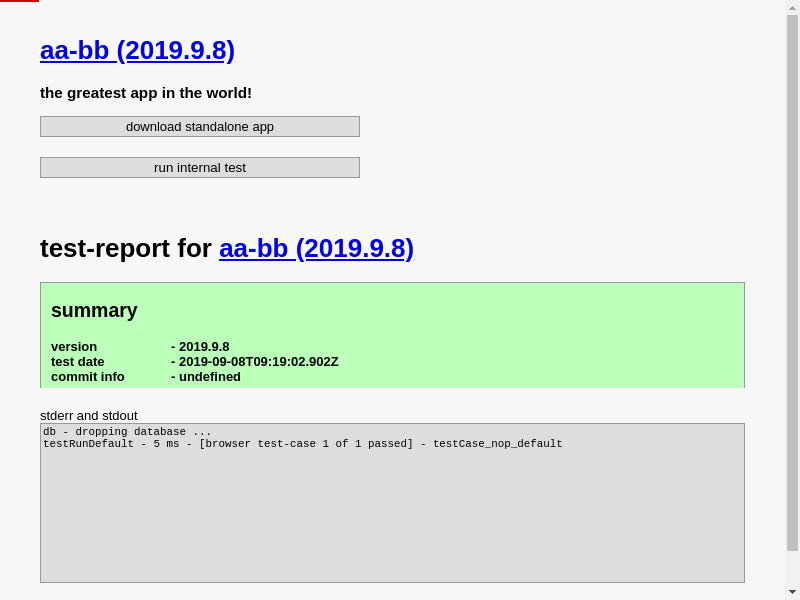 aa-bb (2019.9.8)
the greatest app in the world!
download standalone app
run internal test
test-report for aa-bb (2019.9.8)
summary
version - 2019.9.8
test date - 2019-09-08T09:19:02.902Z
commit info - undefined
stderr and stdout
db - dropping database ...
testRunDefault - 5 ms - [browser test-case 1 of 1 passed] - testCase_nop_default